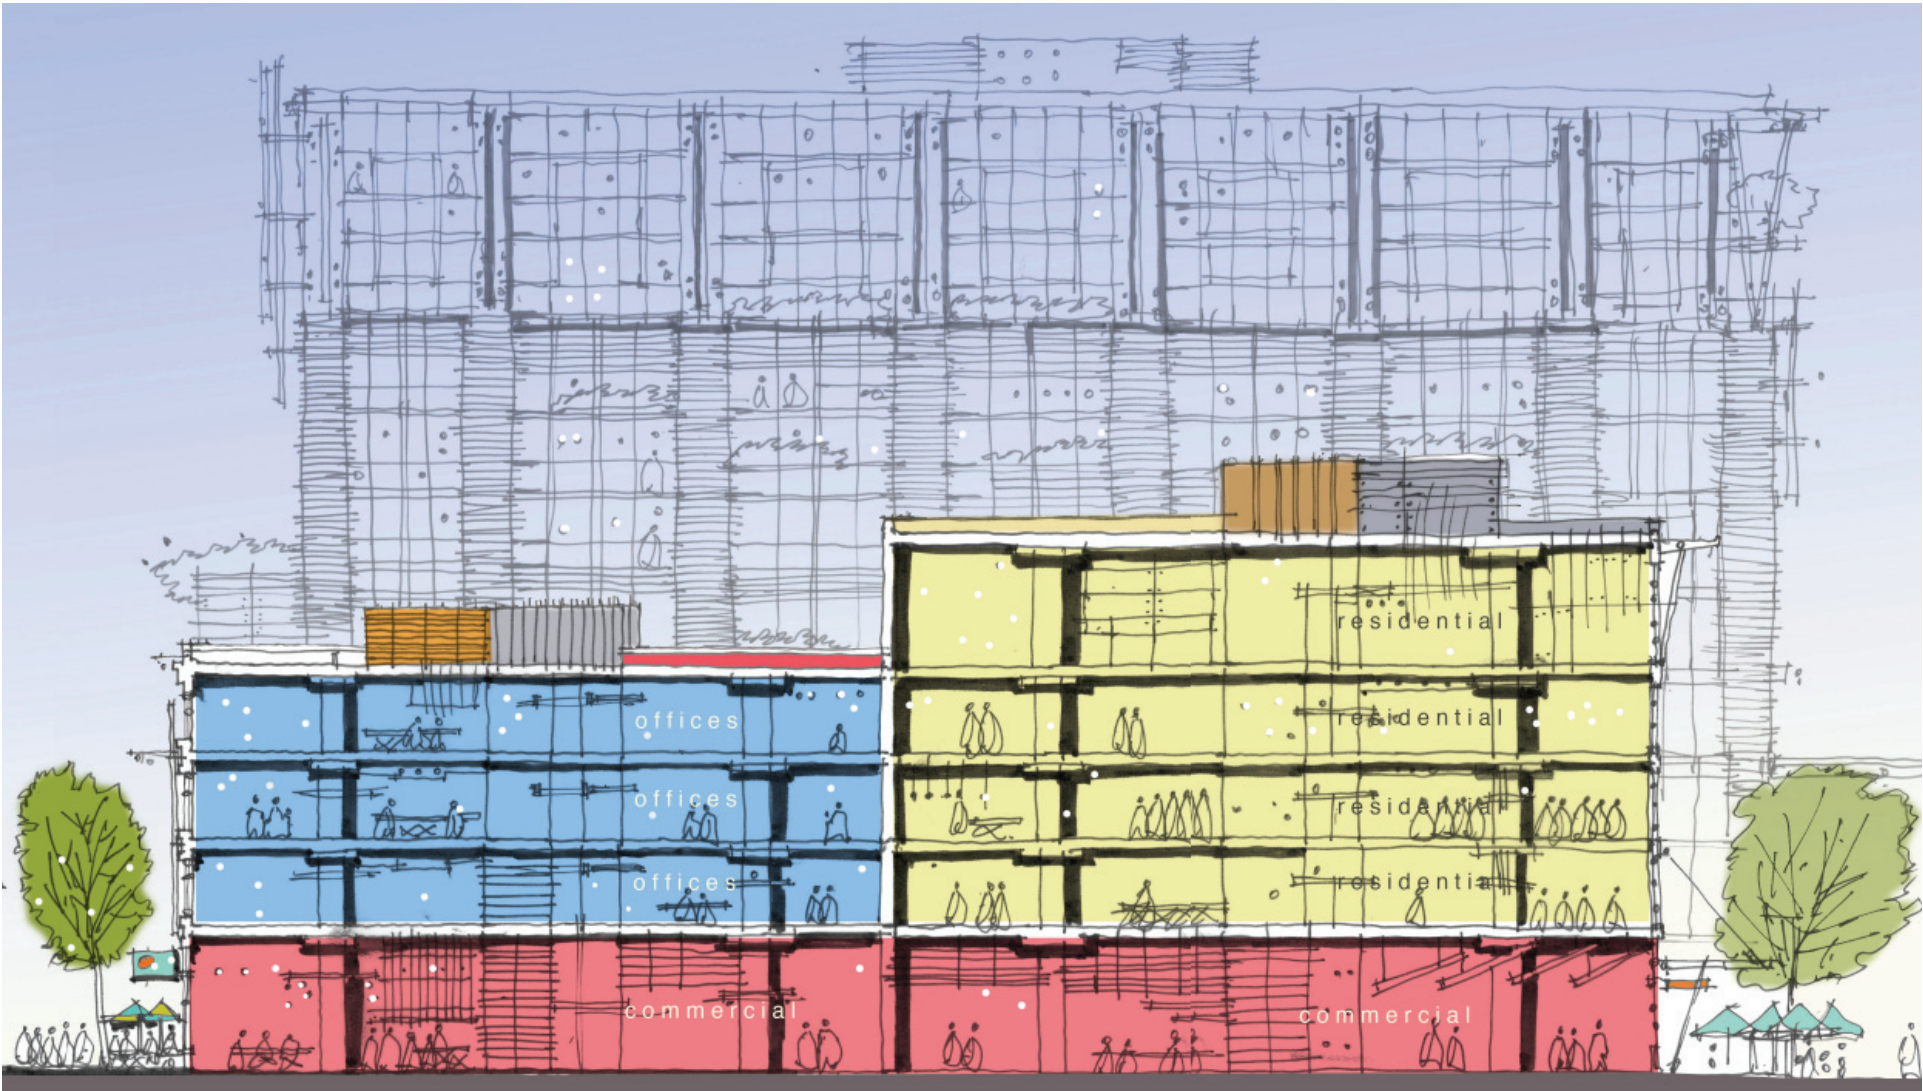 residential
offices
residential
offices
residential
offices
residential
commercial
commercial